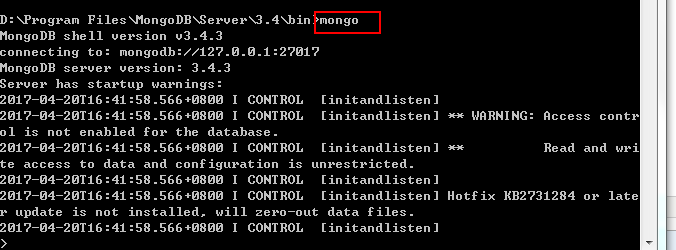 D:\Program Files\MongoDB\Server\3.4\bin>mongo
MongoDB shell version v3.4.3
connecting to: mongodb://127.0.0.1:27017
MongoDB server version: 3.4.3
Server has startup warnings:
2017-04-20T16:41:58.566+0800 I CONTROL  [initandlisten]
2017-04-20T16:41:58.566+0800 I CONTROL  [initandlisten] ** WARNING: Access contr
ol is not enabled for the database.
2017-04-20T16:41:58.566+0800 I CONTROL  [initandlisten] **          Read and wri
te access to data and configuration is unrestricted.
2017-04-20T16:41:58.566+0800 I CONTROL  [initandlisten]
2017-04-20T16:41:58.566+0800 I CONTROL  [initandlisten] Hotfix KB2731284 or late
r update is not installed, will zero-out data files.
2017-04-20T16:41:58.566+0800 I CONTROL  [initandlisten]
>